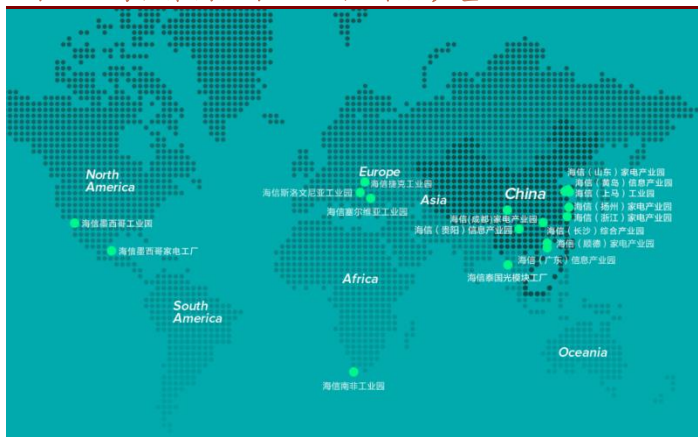 North
America
Europe
海信捷克工业园
海信斯洛文尼亚工业园
海信塞尔维亚工业园
Asia
China
海信（山东）家电产业园
海信（黄岛）信息产业园
海信（上马）工业园
海信（扬州）家电产业园
海信（浙江）家电产业园
海信(成都)家电产业园
海信（贵阳）信息产业园
海信（长沙）综合产业园
海信（顺德）家电产业园
海信（广东）信息产业园
海信泰国光模块工厂
海信墨西哥工业园
海信墨西哥家电工厂
Africa
South
America
Oceania
海信南非工业园